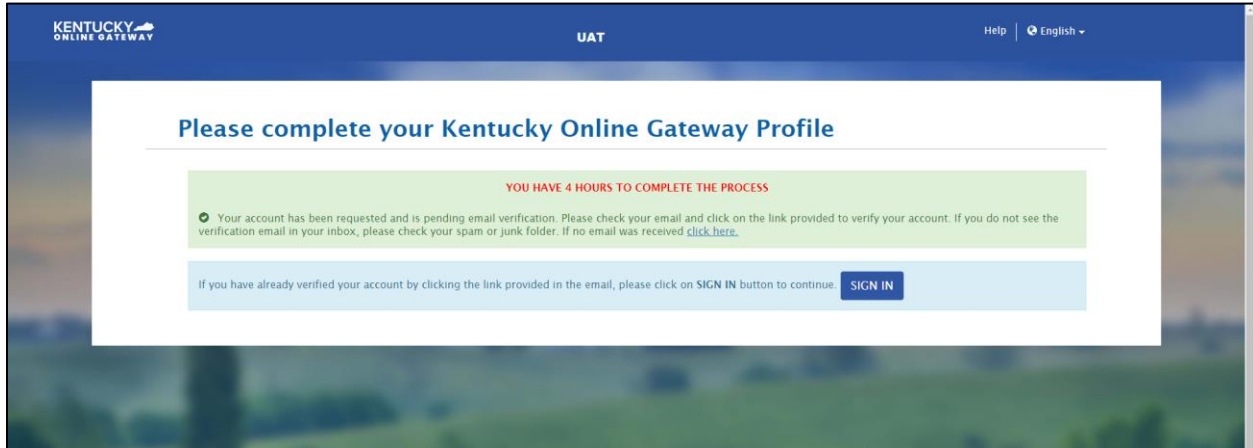 KENTUCKY
ONLINE GATEWAY
UAT
Help
English
Please complete your Kentucky Online Gateway Profile
YOU HAVE 4 HOURS TO COMPLETE THE PROCESS
Your account has been requested and is pending email verification. Please check your email and click on the link provided to verify your account. If you do not see the
verification email in your inbox, please check your spam or junk folder. If no email was received click here.
If you have already verified your account by clicking the link provided in the email, please click on SIGN IN button to continue. SIGN IN